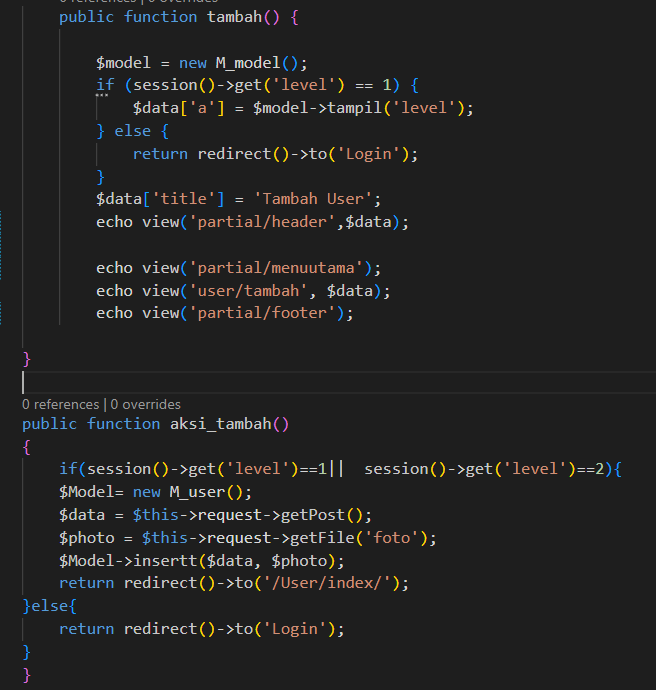 0 references | 0 overrides
public function tambah() {
$model = new M_model();
if (session()->get('level') == 1) {
$data['a'] = $model->tampil('level');
} else {
return redirect()->to('Login');
}
$data['title'] = 'Tambah User';
echo view('partial/header',$data);
echo view('partial/menuutama');
echo view('user/tambah', $data);
echo view('partial/footer');
}
0 references | 0 overrides
public function aksi_tambah()
{
if(session()->get('level')==1||  session()->get('level')==2){
$Model= new M_user();
$data = $this->request->getPost();
$photo = $this->request->getFile('foto');
$Model->insertt($data, $photo);
return redirect()->to('/User/index/');
}else{
return redirect()->to('Login');
}
}